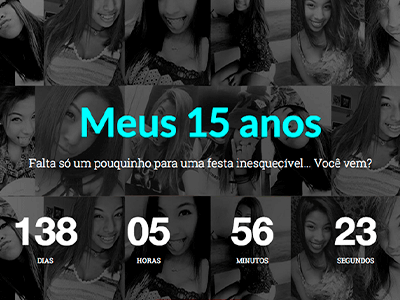 Meus 15 anos
Falta só um pouquinho para uma festa inesquecível... Você vem?
138 05 56 23
DIAS HORAS MINUTOS SEGUNDOS